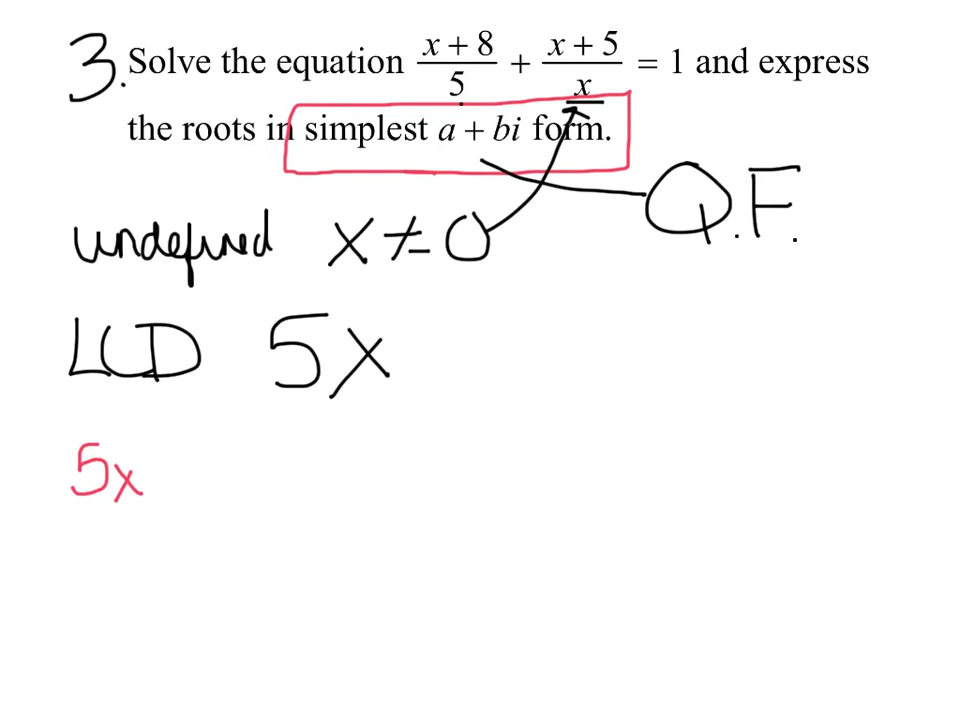 3. Solve the equation (x + 8)/5 + (x + 5)/x = 1 and express
the roots in simplest a + bi form.
Q.F.
undefined x ≠ 0
LCD 5x
5x